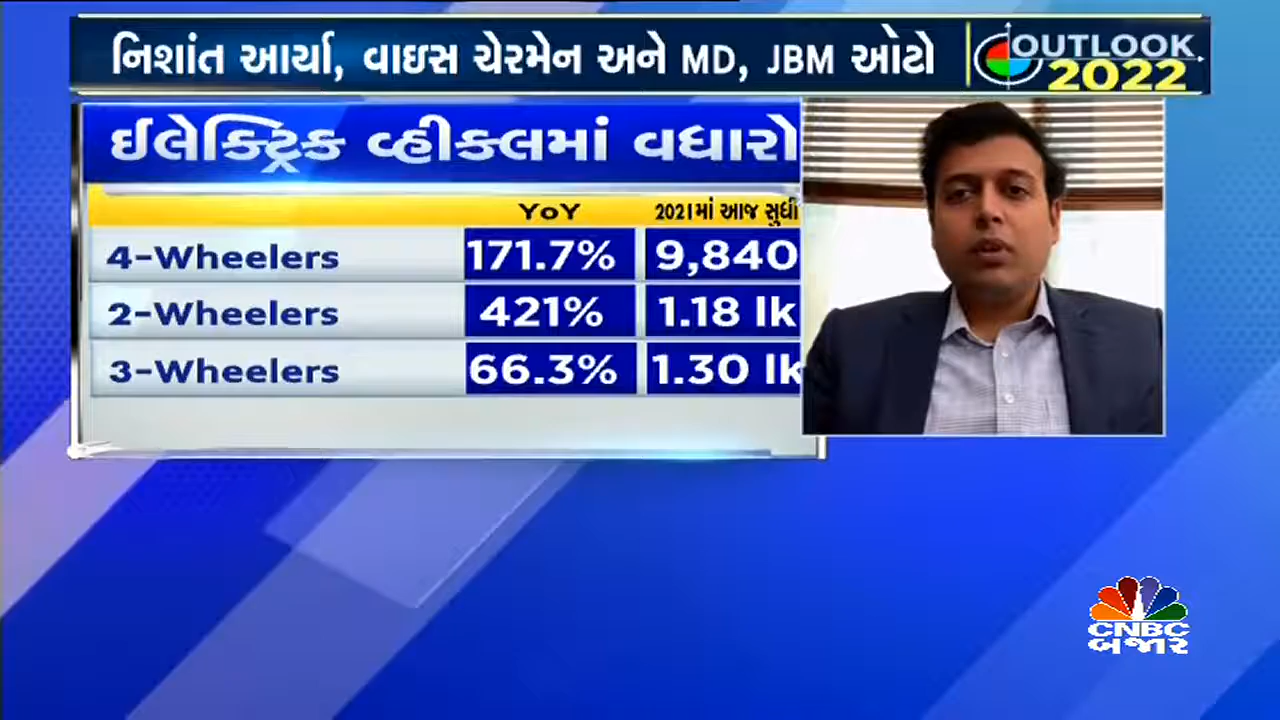 નિશાંત આર્યા, વાઇસ ચેરમેન અને MD, JBM ઓટો
OUTLOOK
2022
ઈલેક્ટ્રિક વ્હીકલમાં વધારો
YoY 2021માં આજ સુધી
4-Wheelers 171.7% 9,840
2-Wheelers 421% 1.18 lk
3-Wheelers 66.3% 1.30 lk
CNBC
બજાર